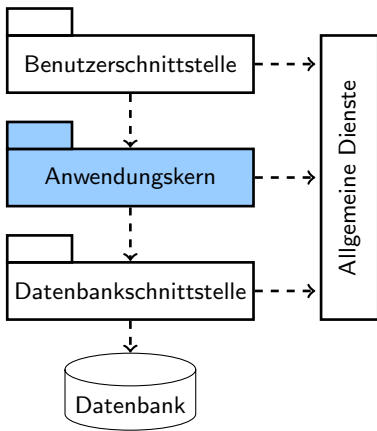 Benutzerschnittstelle
Anwendungskern
Datenbankschnittstelle
Datenbank
Allgemeine Dienste